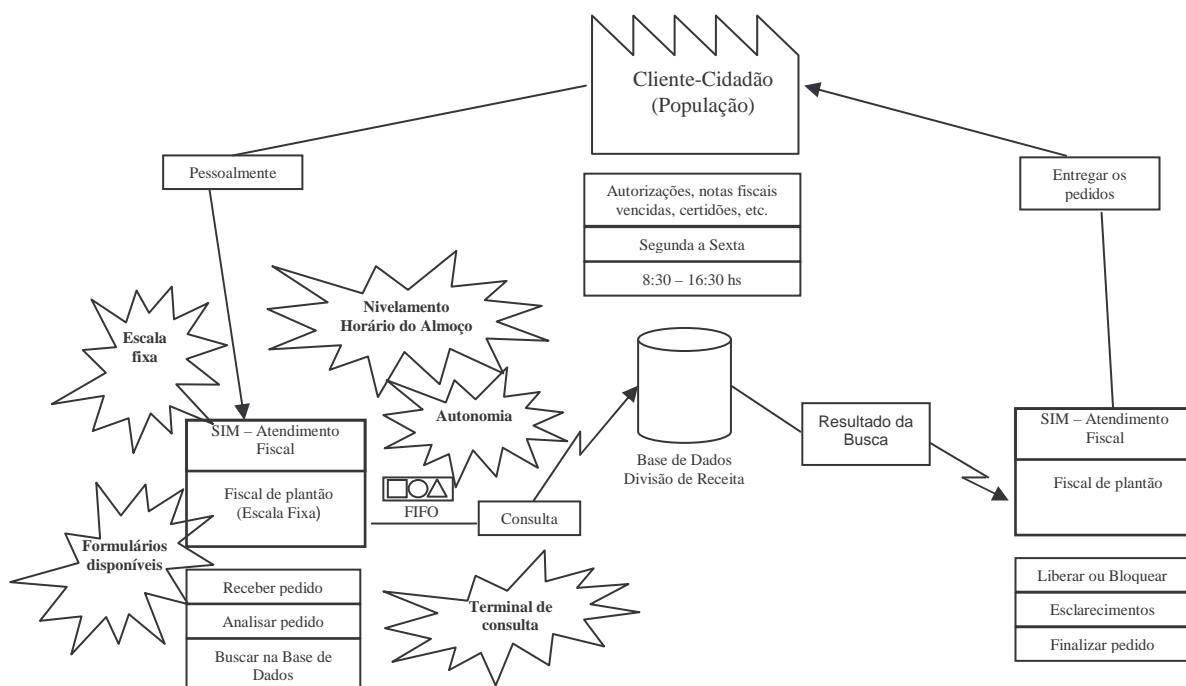 Cliente-Cidadão
(População)
Pessoalmente
Entregar os
pedidos
Autorizações, notas fiscais
vencidas, certidões, etc.
Segunda a Sexta
8:30 – 16:30 hs
Nivelamento
Horário do Almoço
Escala
fixa
Autonomia
SIM – Atendimento
Fiscal
Fiscal de plantão
(Escala Fixa)
FIFO
Consulta
Base de Dados
Divisão de Receita
Resultado da
Busca
SIM – Atendimento
Fiscal
Fiscal de plantão
Formulários
disponíveis
Receber pedido
Analisar pedido
Buscar na Base de
Dados
Terminal de
consulta
Liberar ou Bloquear
Esclarecimentos
Finalizar pedido